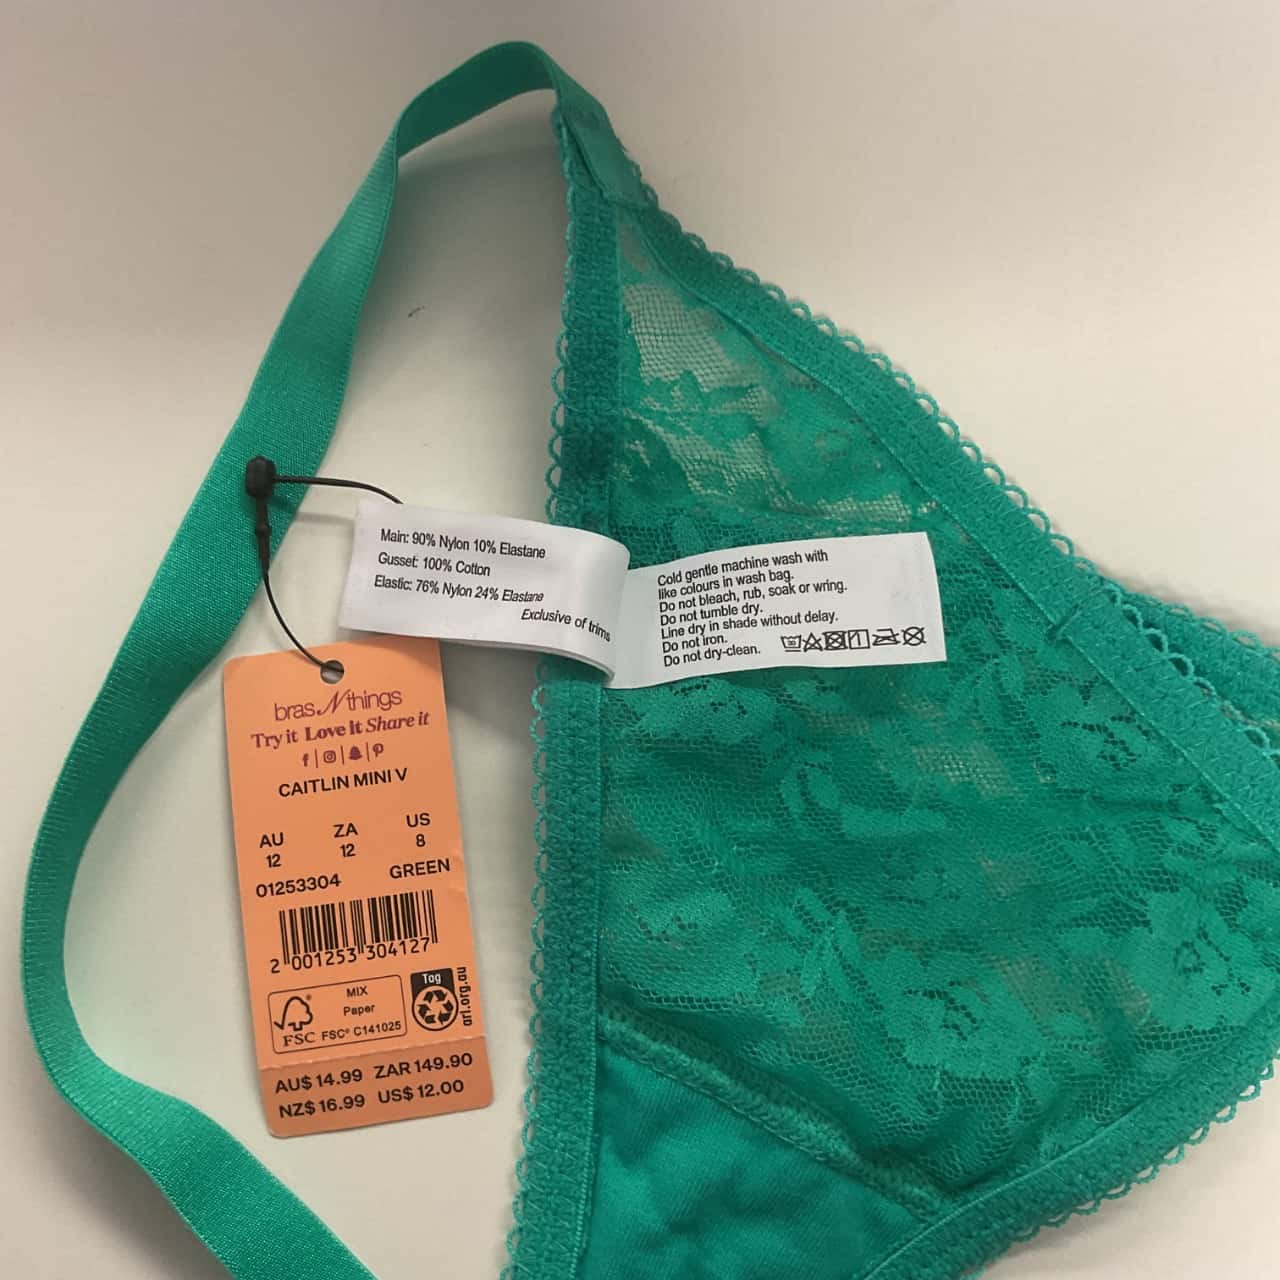 Main: 90% Nylon 10% Elastane
Gusset: 100% Cotton
Elastic: 76% Nylon 24% Elastane
Exclusive of trims
Cold gentle machine wash with
like colours in wash bag.
Do not bleach, rub, soak or wring.
Do not tumble dry.
Line dry in shade without delay.
Do not iron.
Do not dry-clean.
bras N things
Try it Love It Share it
CAITLIN MINI V
AU ZA US
12 12 8
01253304 GREEN
2 001253 304127
MIX
Paper
FSC FSC® C141025
Tag
arl.org.au
AU$ 14.99 ZAR 149.90
NZ$ 16.99 US$ 12.00